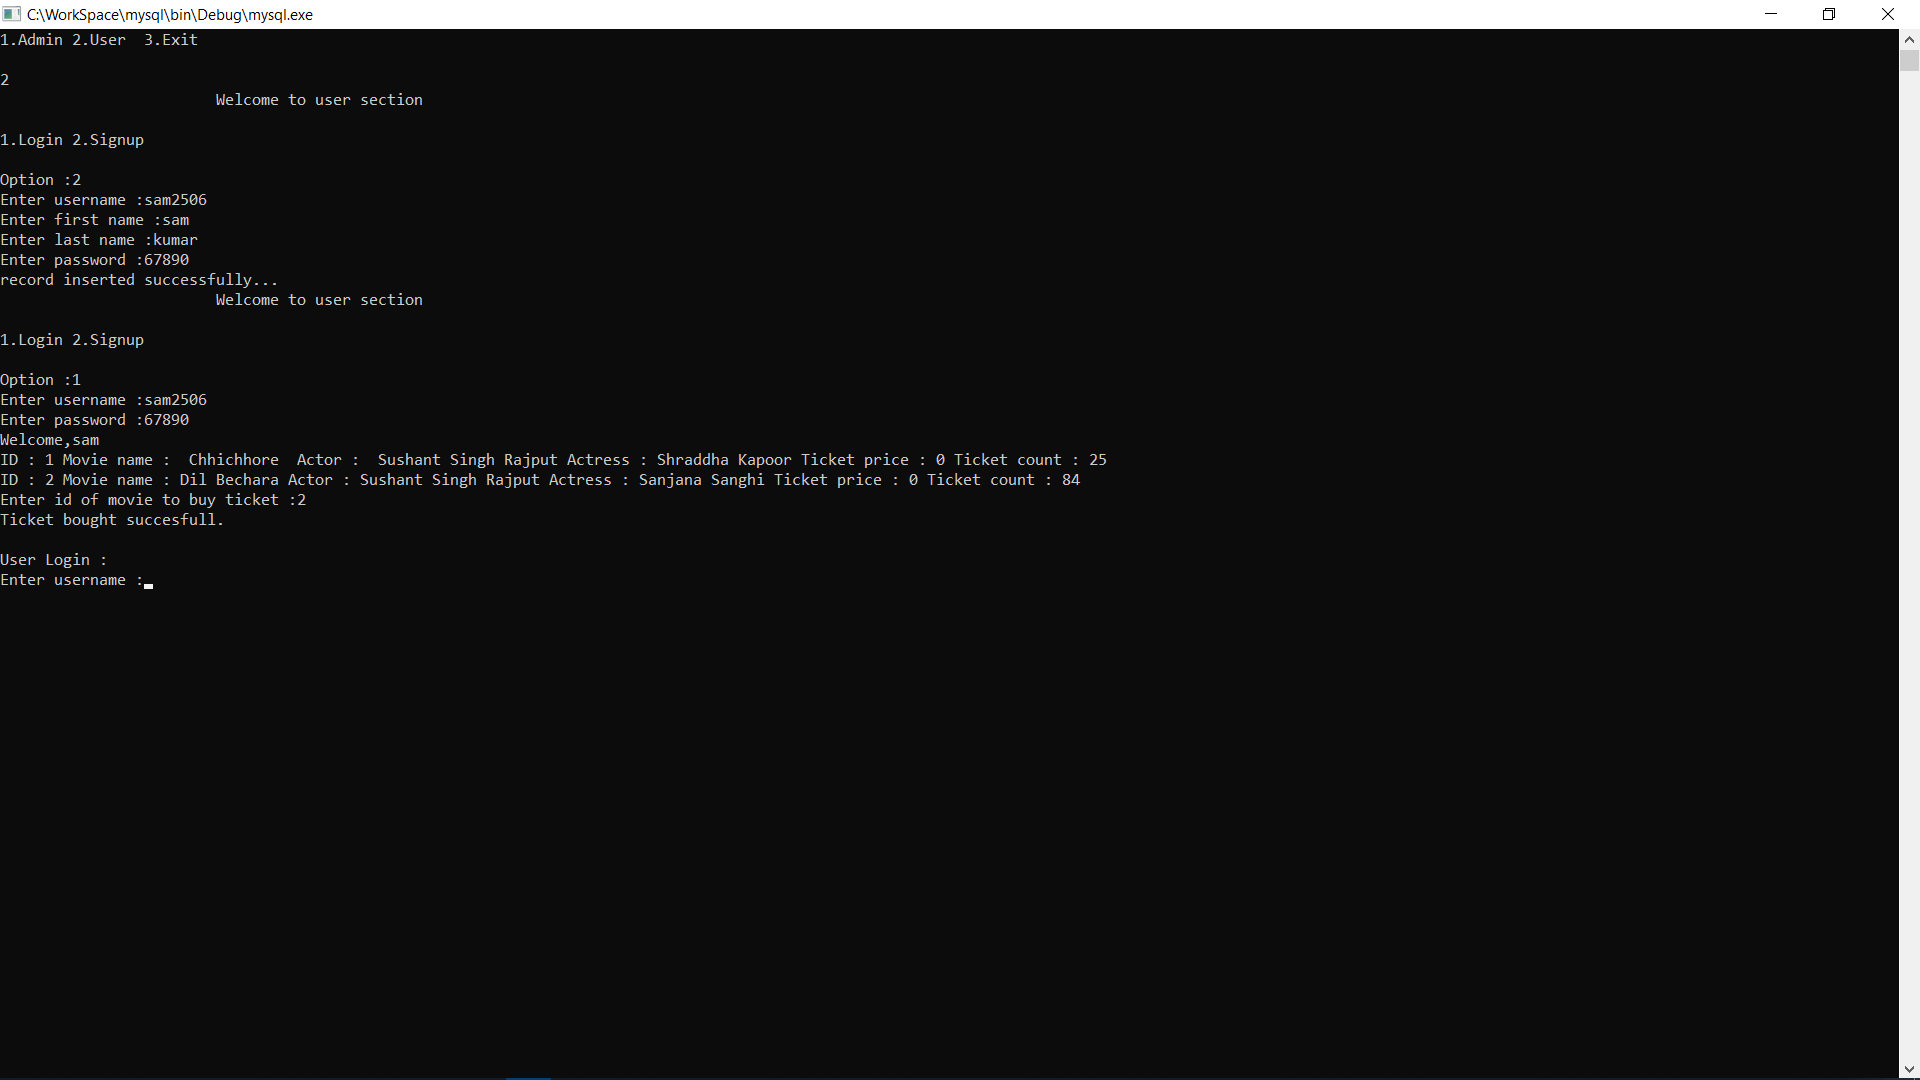 C:\WorkSpace\mysql\bin\Debug\mysql.exe
1.Admin 2.User  3.Exit
2
Welcome to user section
1.Login 2.Signup
Option :2
Enter username :sam2506
Enter first name :sam
Enter last name :kumar
Enter password :67890
record inserted successfully...
Welcome to user section
1.Login 2.Signup
Option :1
Enter username :sam2506
Enter password :67890
Welcome,sam
ID : 1 Movie name :  Chhichhore  Actor :  Sushant Singh Rajput Actress : Shraddha Kapoor Ticket price : 0 Ticket count : 25
ID : 2 Movie name : Dil Bechara Actor : Sushant Singh Rajput Actress : Sanjana Sanghi Ticket price : 0 Ticket count : 84
Enter id of movie to buy ticket :2
Ticket bought succesfull.
User Login :
Enter username :